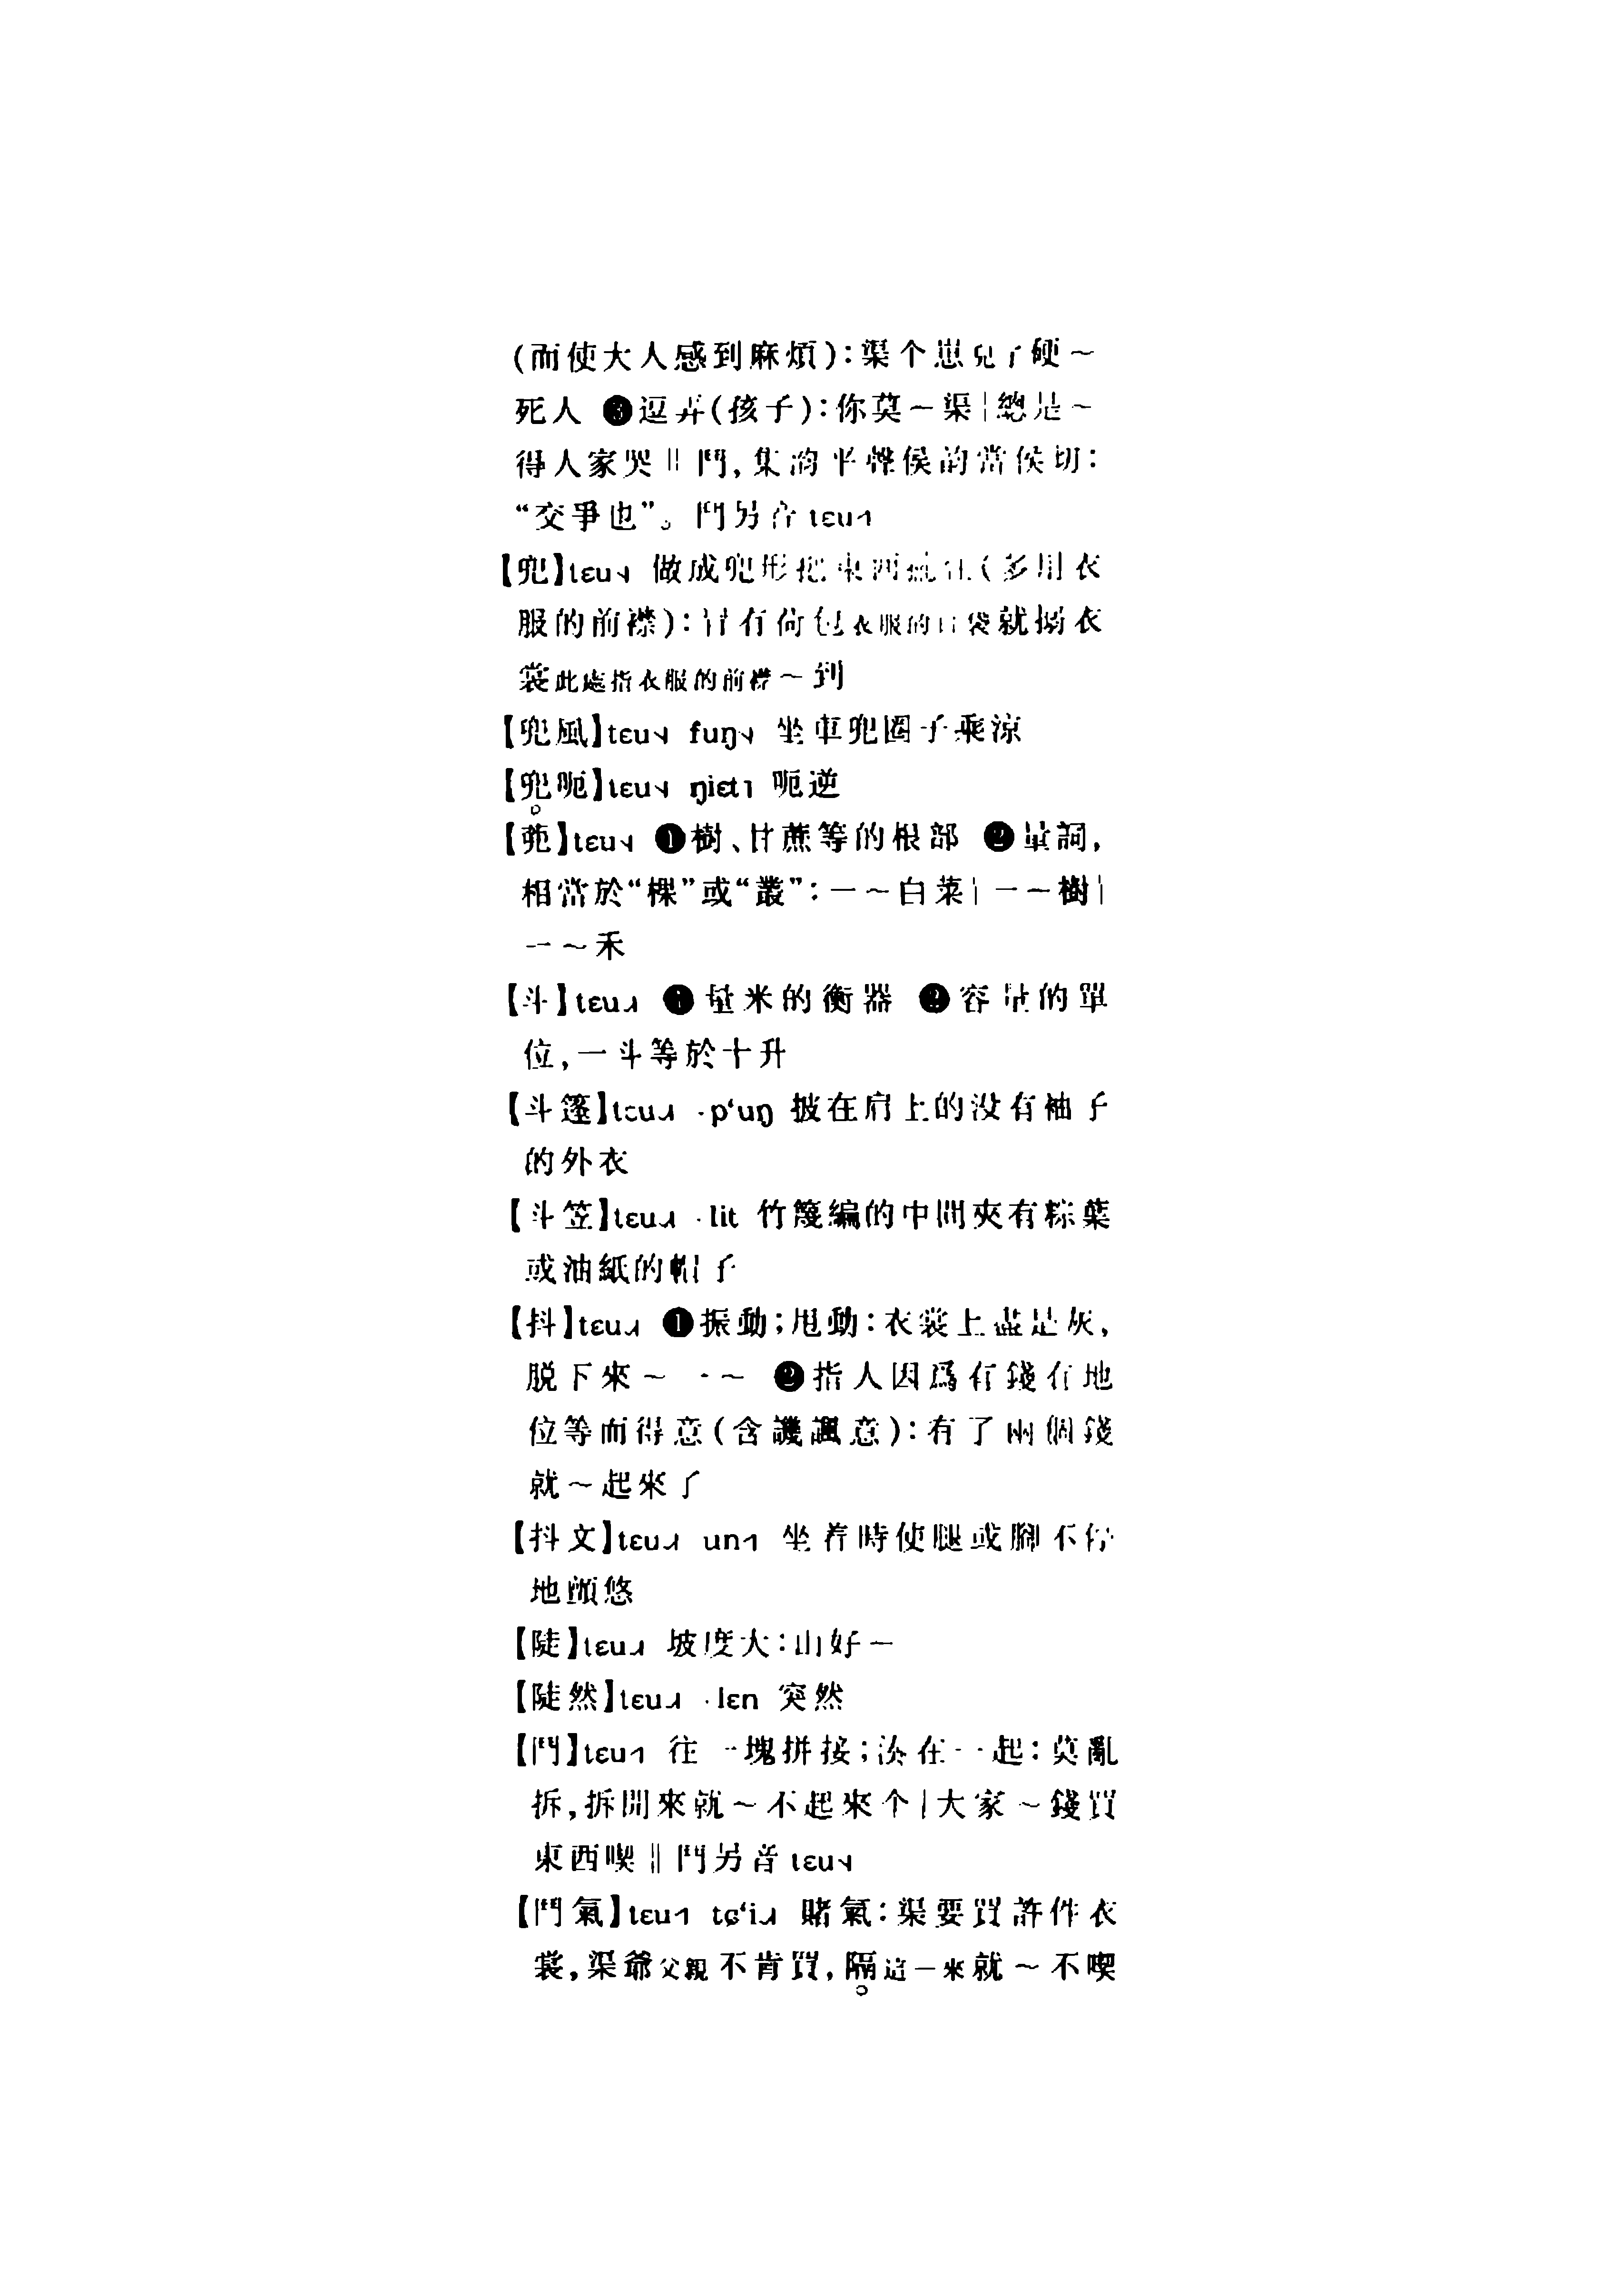 (而使大人感到麻煩)：渠个崽兒子硬～
死人 ❸逗弄(孩子)：你莫～渠|總是～
得人家哭‖鬥，集韵平聲侯韵當侯切：
“交爭也”。鬥另音 tɛu˧
【兜】tɛu˨ 做成兜形把東西兜住(多用衣
服的前襟)：冇有荷包衣服的口袋就搊衣
裳此處指衣服的前襟～到
【兜風】tɛu˨ fuŋ˨ 坐車兜圈子乘涼
【兜呃】tɛu˨ ŋiɛt˥ 呃逆
【蔸】tɛu˨ ❶樹、甘蔗等的根部 ❷量詞，
相當於“棵”或“叢”：一～白菜|一～樹|
一～禾
【斗】tɛu˩ ❶量米的衡器 ❷容量的單
位，一斗等於十升
【斗篷】tɛu˩ ·pʻuŋ 披在肩上的没有袖子
的外衣
【斗笠】tɛu˩ ·lit 竹篾編的中間夾有粽葉
或油紙的帽子
【抖】tɛu˩ ❶振動；甩動：衣裳上盡是灰，
脱下來～一～ ❷指人因爲有錢有地
位等而得意(含譏諷意)：有了兩個錢
就～起來了
【抖文】tɛu˩ un˧ 坐着時使腿或腳不停
地顫悠
【陡】tɛu˩ 坡度大：山好～
【陡然】tɛu˩ ·lɛn 突然
【鬥】tɛu˧ 往一塊拼接；湊在一起：莫亂
拆，拆開來就～不起來个|大家～錢買
東西喫‖鬥另音 tɛu˨
【鬥氣】tɛu˧ tɕʻi˩ 賭氣：渠要買許件衣
裳，渠爺父親不肯買，隔這一來就～不喫